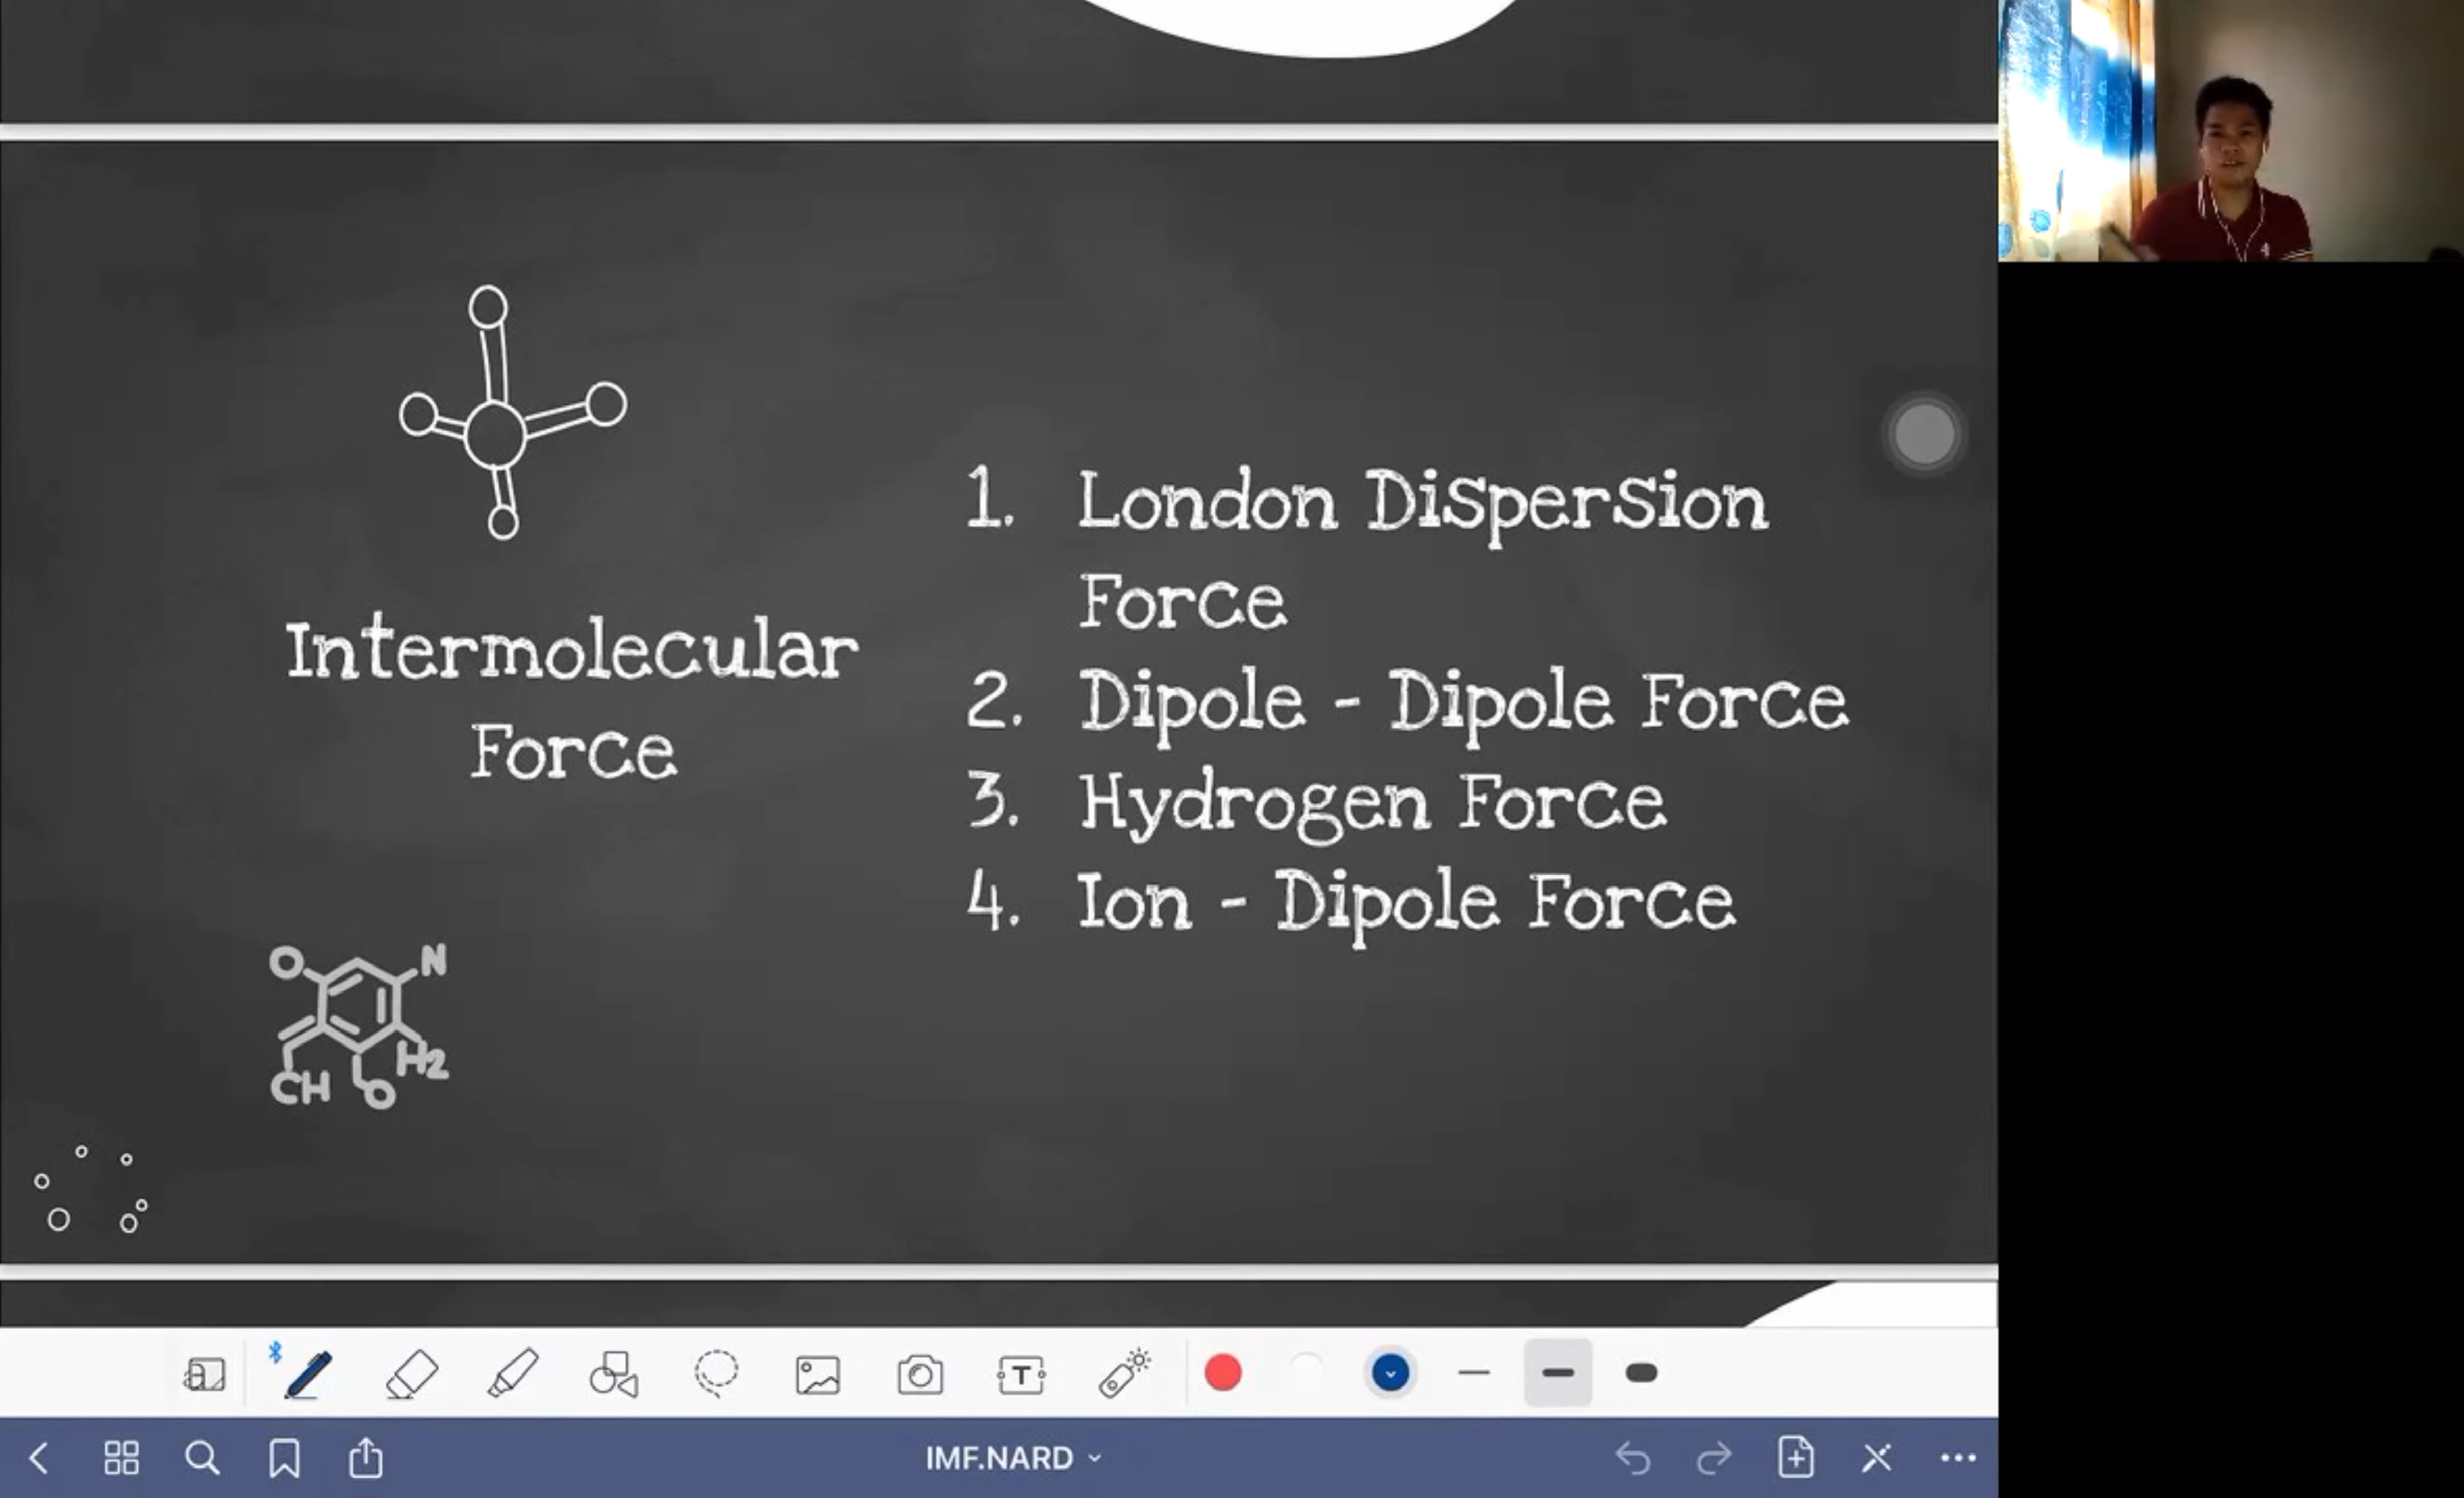 Intermolecular
Force
1. London Dispersion
Force
2. Dipole - Dipole Force
3. Hydrogen Force
4. Ion - Dipole Force
O
N
H2
CH
O
T
IMF.NARD